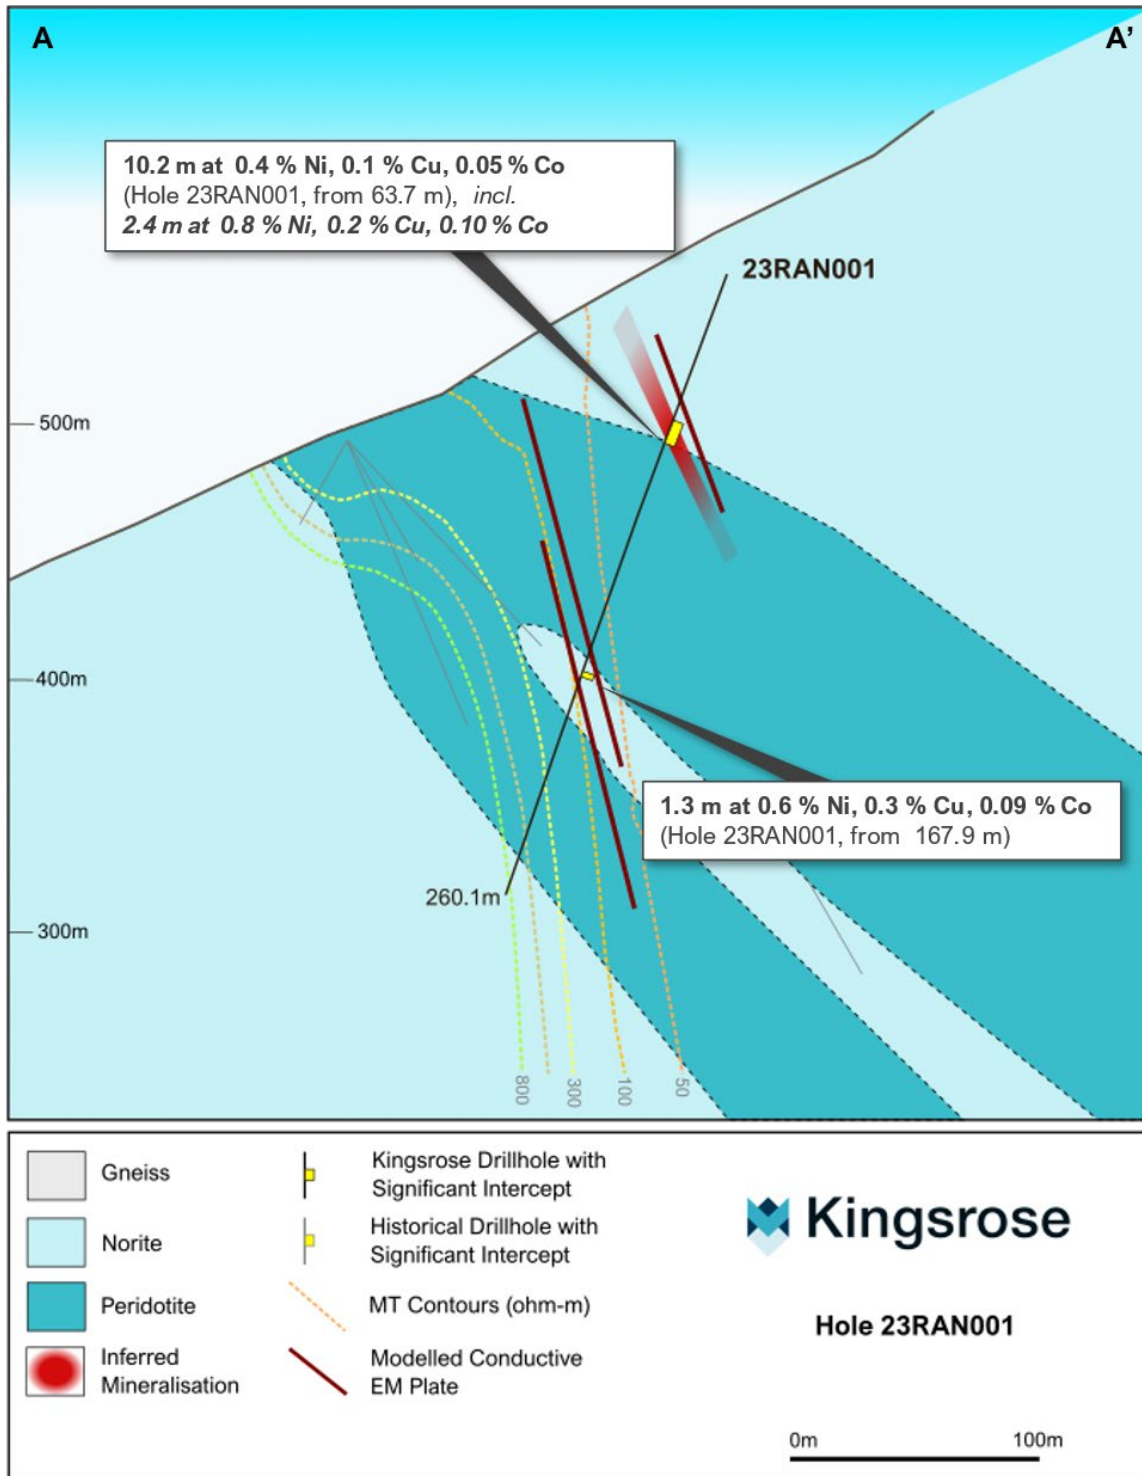 A
A’
10.2 m at 0.4 % Ni, 0.1 % Cu, 0.05 % Co
(Hole 23RAN001, from 63.7 m), incl.
2.4 m at 0.8 % Ni, 0.2 % Cu, 0.10 % Co
23RAN001
500m
400m
1.3 m at 0.6 % Ni, 0.3 % Cu, 0.09 % Co
(Hole 23RAN001, from 167.9 m)
260.1m
300m
800
300
100
50
Gneiss
Norite
Peridotite
Inferred
Mineralisation
Kingsrose Drillhole with
Significant Intercept
Historical Drillhole with
Significant Intercept
MT Contours (ohm-m)
Modelled Conductive
EM Plate
Kingsrose
Hole 23RAN001
0m
100m